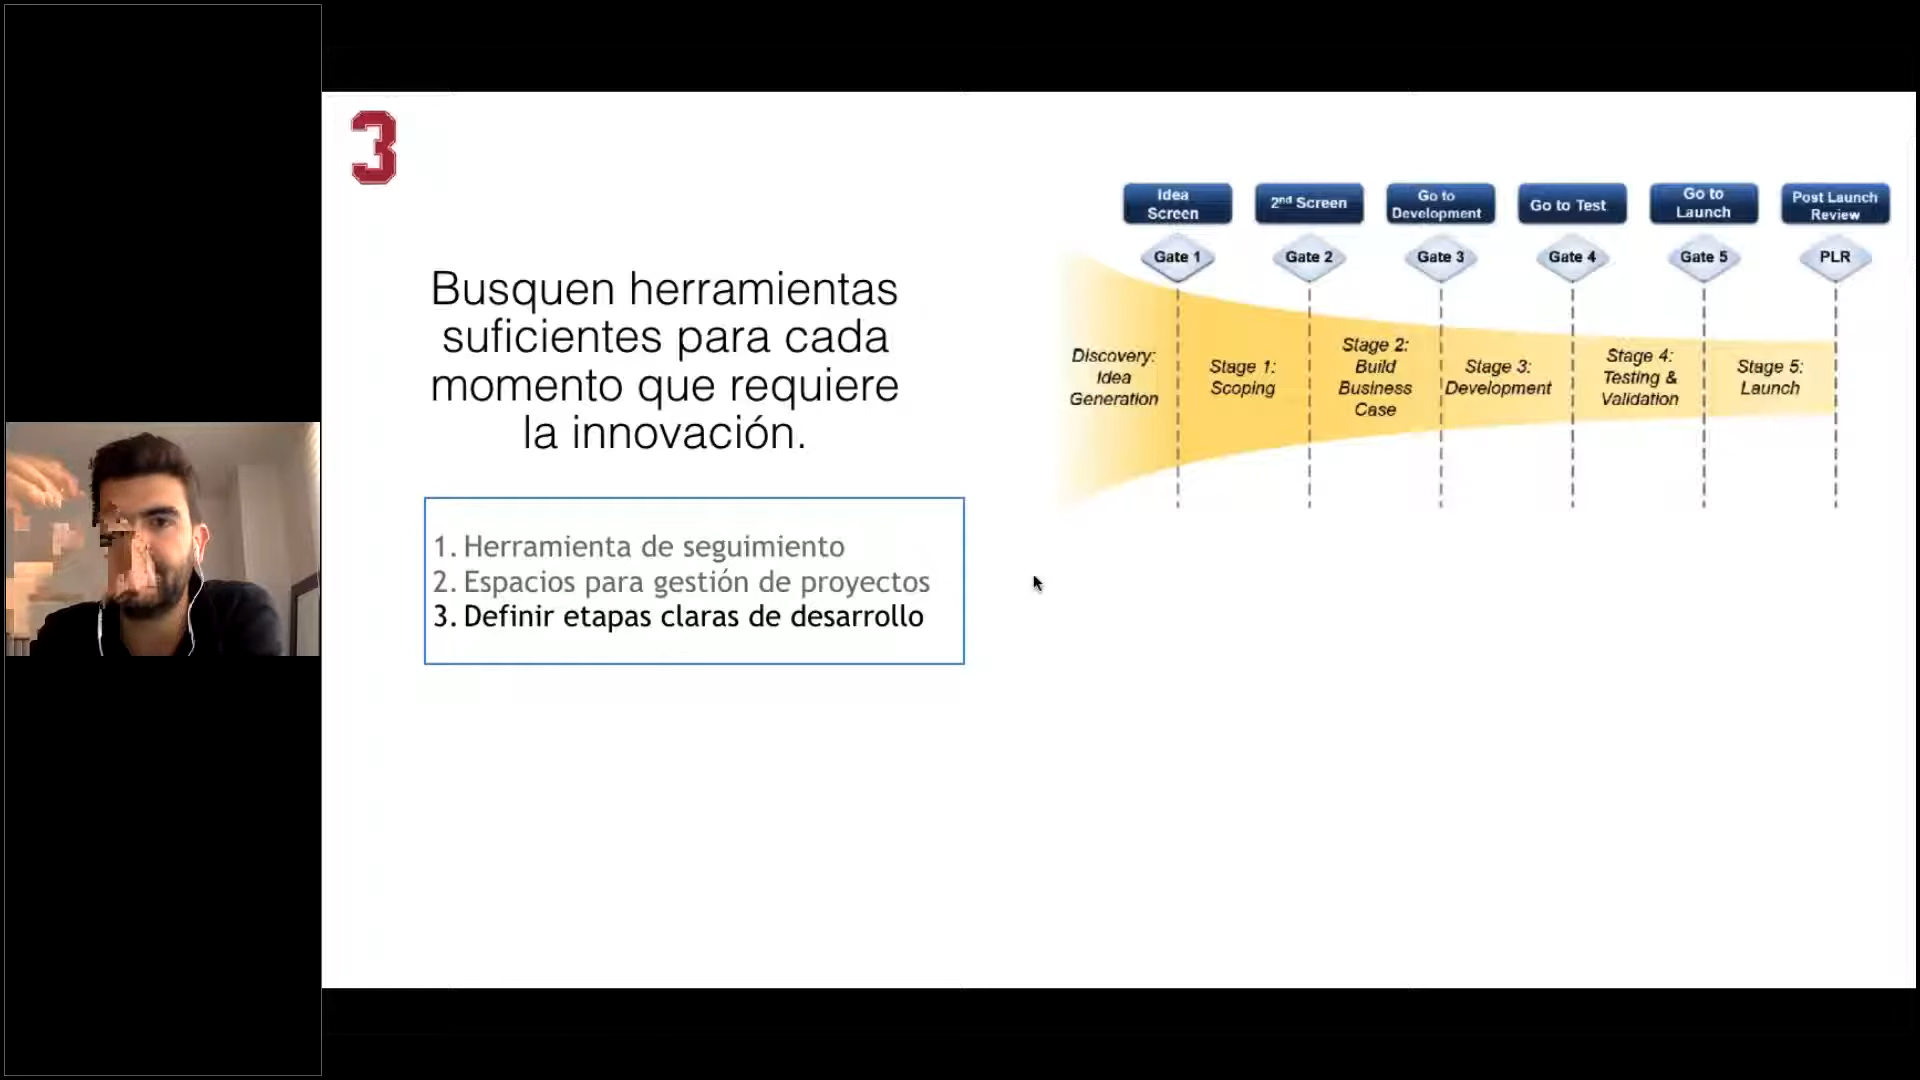 3
Busquen herramientas
suficientes para cada
momento que requiere
la innovación.
1. Herramienta de seguimiento
2. Espacios para gestión de proyectos
3. Definir etapas claras de desarrollo
Idea
Screen
2nd Screen
Go to
Development
Go to Test
Go to
Launch
Post Launch
Review
Gate 1
Gate 2
Gate 3
Gate 4
Gate 5
PLR
Discovery:
Idea
Generation
Stage 1:
Scoping
Stage 2:
Build
Business
Case
Stage 3:
Development
Stage 4:
Testing &
Validation
Stage 5:
Launch